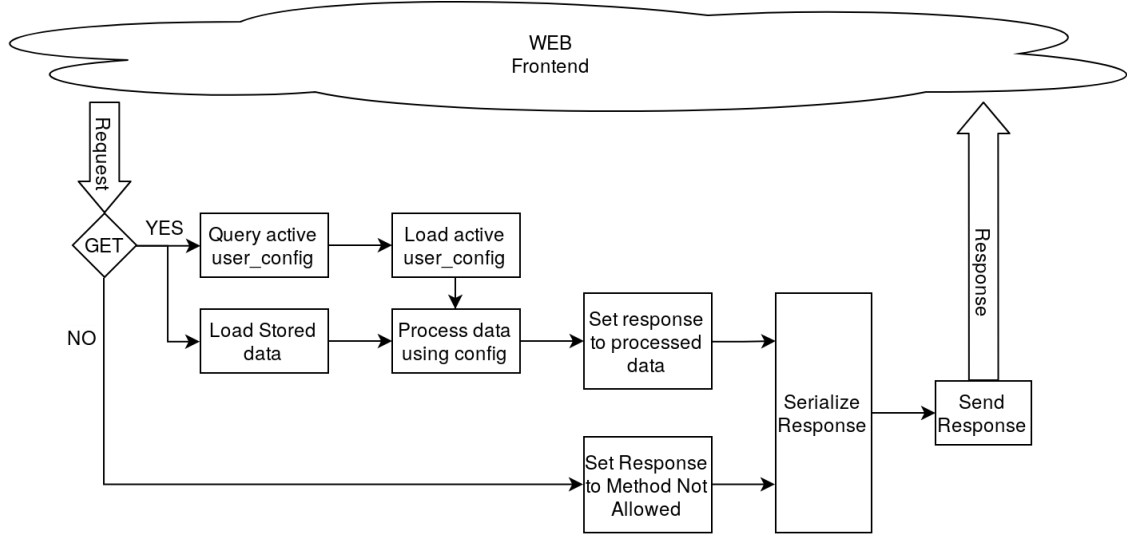 WEB
Frontend
Request
GET
YES
Query active
user_config
Load active
user_config
NO
Load Stored
data
Process data
using config
Set response
to processed
data
Set Response
to Method Not
Allowed
Serialize
Response
Send
Response
Response